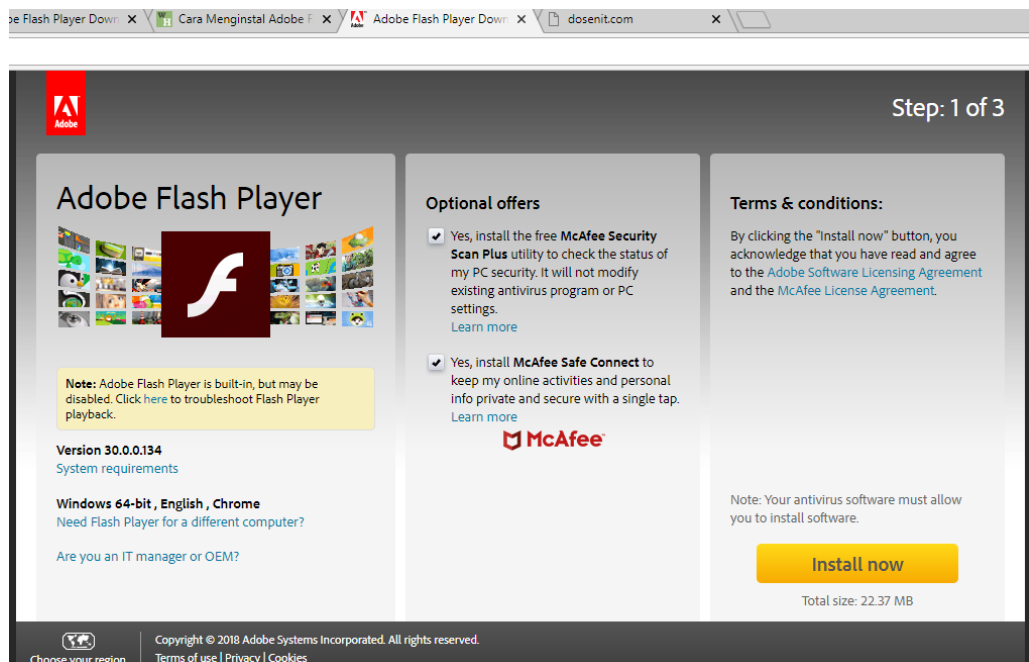 be Flash Player Down
Cara Menginstal Adobe F
Adobe Flash Player Down
dosenit.com
Adobe
Step: 1 of 3
Adobe Flash Player
Note: Adobe Flash Player is built-in, but may be
disabled. Click here to troubleshoot Flash Player
playback.
Version 30.0.0.134
System requirements
Windows 64-bit , English , Chrome
Need Flash Player for a different computer?
Are you an IT manager or OEM?
Optional offers
Yes, install the free McAfee Security
Scan Plus utility to check the status of
my PC security. It will not modify
existing antivirus program or PC
settings.
Learn more
Yes, install McAfee Safe Connect to
keep my online activities and personal
info private and secure with a single tap.
Learn more
McAfee
Terms & conditions:
By clicking the "Install now" button, you
acknowledge that you have read and agree
to the Adobe Software Licensing Agreement
and the McAfee License Agreement.
Note: Your antivirus software must allow
you to install software.
Install now
Total size: 22.37 MB
Choose your region
Copyright © 2018 Adobe Systems Incorporated. All rights reserved.
Terms of use | Privacy | Cookies